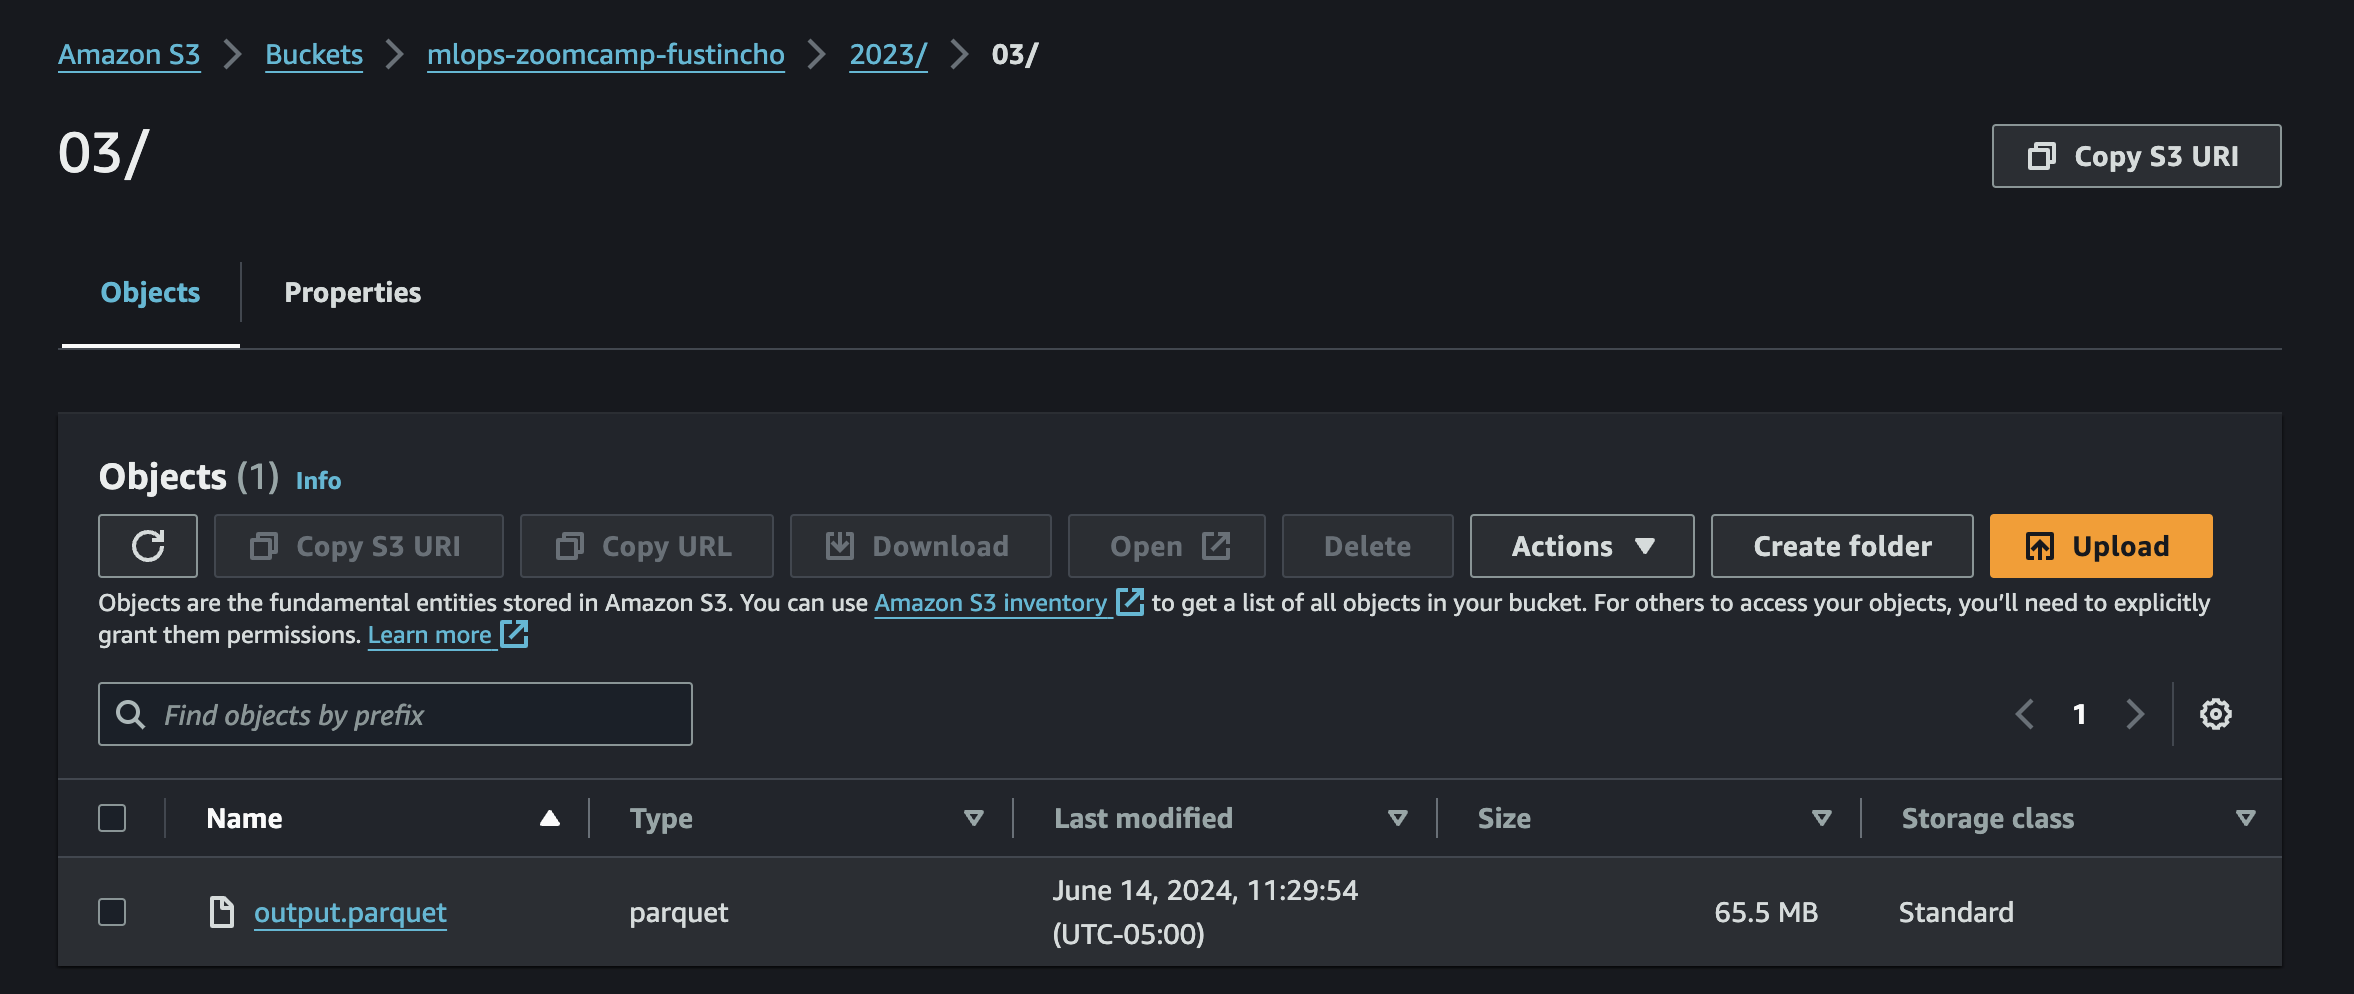 Amazon S3 > Buckets > mlops-zoomcamp-fustincho > 2023/ > 03/
03/
Copy S3 URI
Objects Properties
Objects (1) Info
Copy S3 URI Copy URL Download Open Delete Actions Create folder Upload
Objects are the fundamental entities stored in Amazon S3. You can use Amazon S3 inventory to get a list of all objects in your bucket. For others to access your objects, you’ll need to explicitly
grant them permissions. Learn more
Find objects by prefix
1
Name Type Last modified Size Storage class
output.parquet parquet June 14, 2024, 11:29:54 (UTC-05:00) 65.5 MB Standard